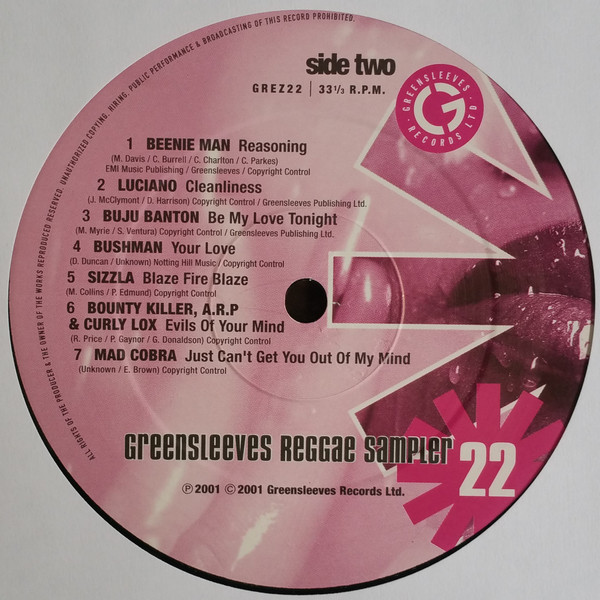 ALL RIGHTS OF THE PRODUCER & THE OWNER OF THE WORKS REPRODUCED RESERVED. UNAUTHORIZED COPYING, HIRING, PUBLIC PERFORMANCE & BROADCASTING OF THIS RECORD PROHIBITED.
side two
GREZ22 | 33 1/3 R.P.M.
GREENSLEEVES
RECORDS LTD
G
1 BEENIE MAN Reasoning
(M. Davis / C. Burrell / C. Charlton / C. Parkes)
EMI Music Publishing / Greensleeves / Copyright Control
2 LUCIANO Cleanliness
(J. McClymont / D. Harrison) Copyright Control / Greensleeves Publishing Ltd.
3 BUJU BANTON Be My Love Tonight
(M. Myrie / S. Ventura) Copyright Control / Greensleeves Publishing Ltd.
4 BUSHMAN Your Love
(D. Duncan / Unknown) Notting Hill Music / Copyright Control
5 SIZZLA Blaze Fire Blaze
(M. Collins / P. Edmund) Copyright Control
6 BOUNTY KILLER, A.R.P
& CURLY LOX Evils Of Your Mind
(R. Price / P. Gaynor / G. Donaldson) Copyright Control
7 MAD COBRA Just Can't Get You Out Of My Mind
(Unknown / E. Brown) Copyright Control
GREENSLEEVES REGGAE SAMPLER 22
℗ 2001 © 2001 Greensleeves Records Ltd.